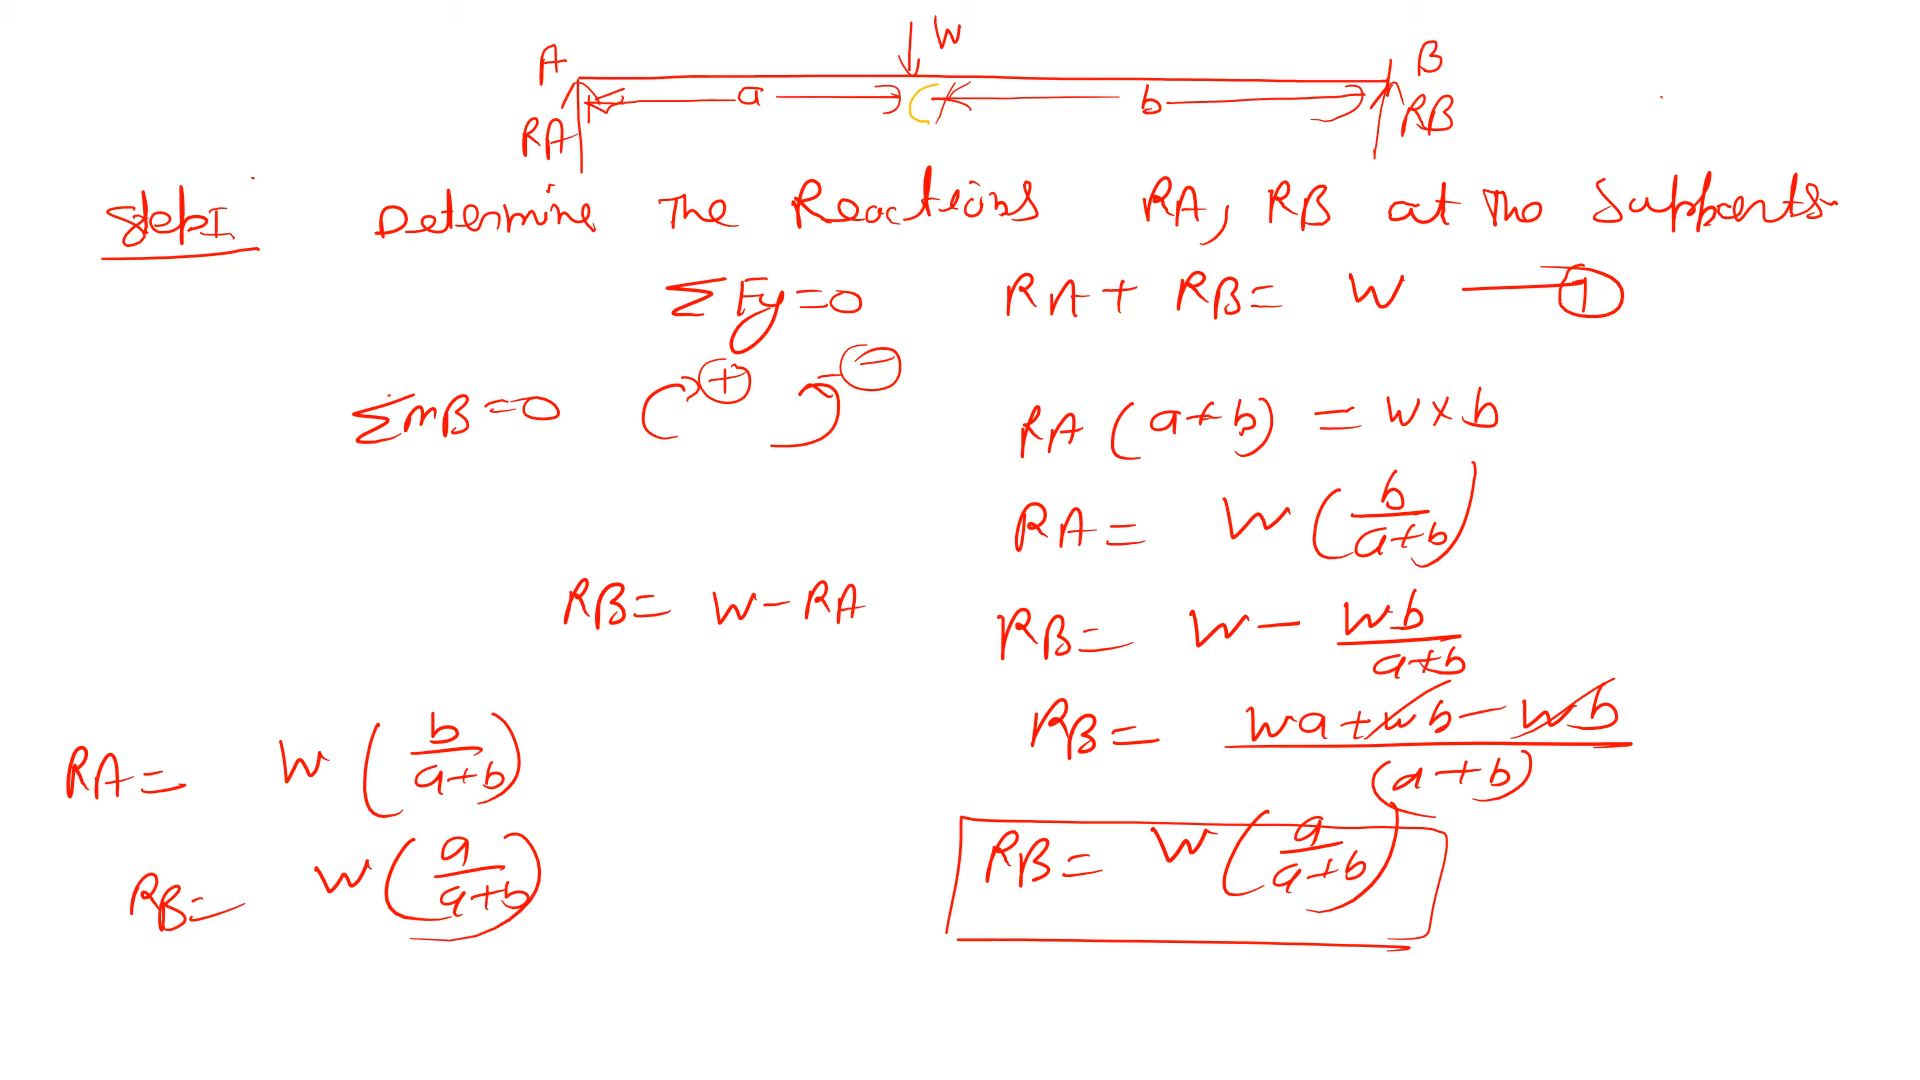 W
A B
a C b
RA RB
Step I Determine The Reactions RA, RB at The Supports
ΣFy=0 RA + RB = W — ①
ΣMB=0 ⊕ ⊖ RA (a+b) = W×b
RA = W (b/(a+b))
RB = W - RA RB = W - Wb/(a+b)
RB = (Wa+Wb-Wb)/(a+b)
RA = W (b/(a+b))
RB = W (a/(a+b)) RB = W (a/(a+b))